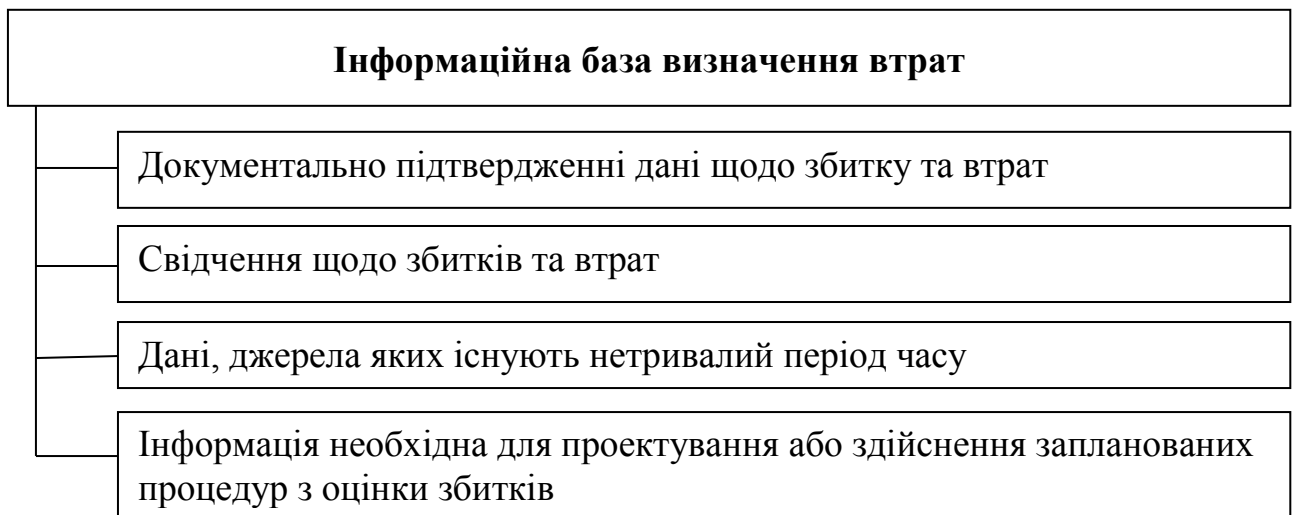 Інформаційна база визначення втрат
Документально підтвердженні дані щодо збитку та втрат
Свідчення щодо збитків та втрат
Дані, джерела яких існують нетривалий період часу
Інформація необхідна для проектування або здійснення запланованих
процедур з оцінки збитків